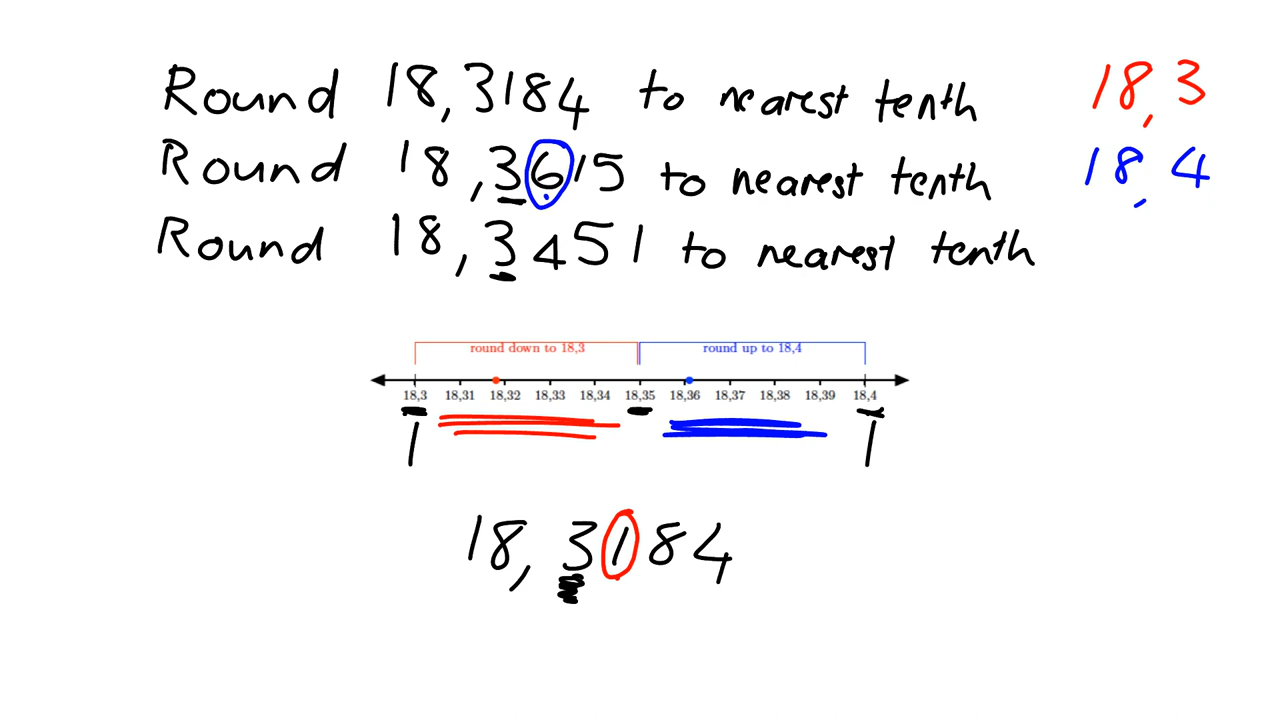 Round 18,3184 to nearest tenth 18,3
Round 18,3615 to nearest tenth 18,4
Round 18,3451 to nearest tenth
round down to 18,3 round up to 18,4
18,3 18,31 18,32 18,33 18,34 18,35 18,36 18,37 18,38 18,39 18,4
18,3184